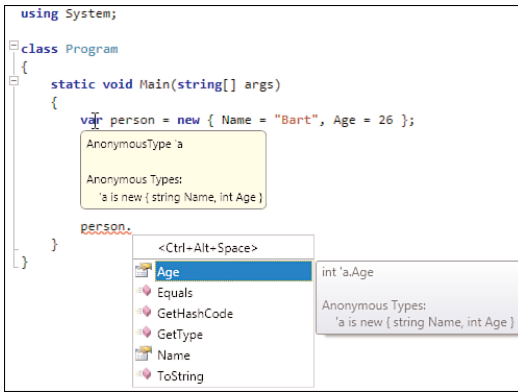 using System;
class Program
{
static void Main(string[] args)
{
var person = new { Name = "Bart", Age = 26 };
AnonymousType 'a
Anonymous Types:
'a is new { string Name, int Age }
person.
}
}
<Ctrl+Alt+Space>
Age
Equals
GetHashCode
GetType
Name
ToString
int 'a.Age
Anonymous Types:
'a is new { string Name, int Age }